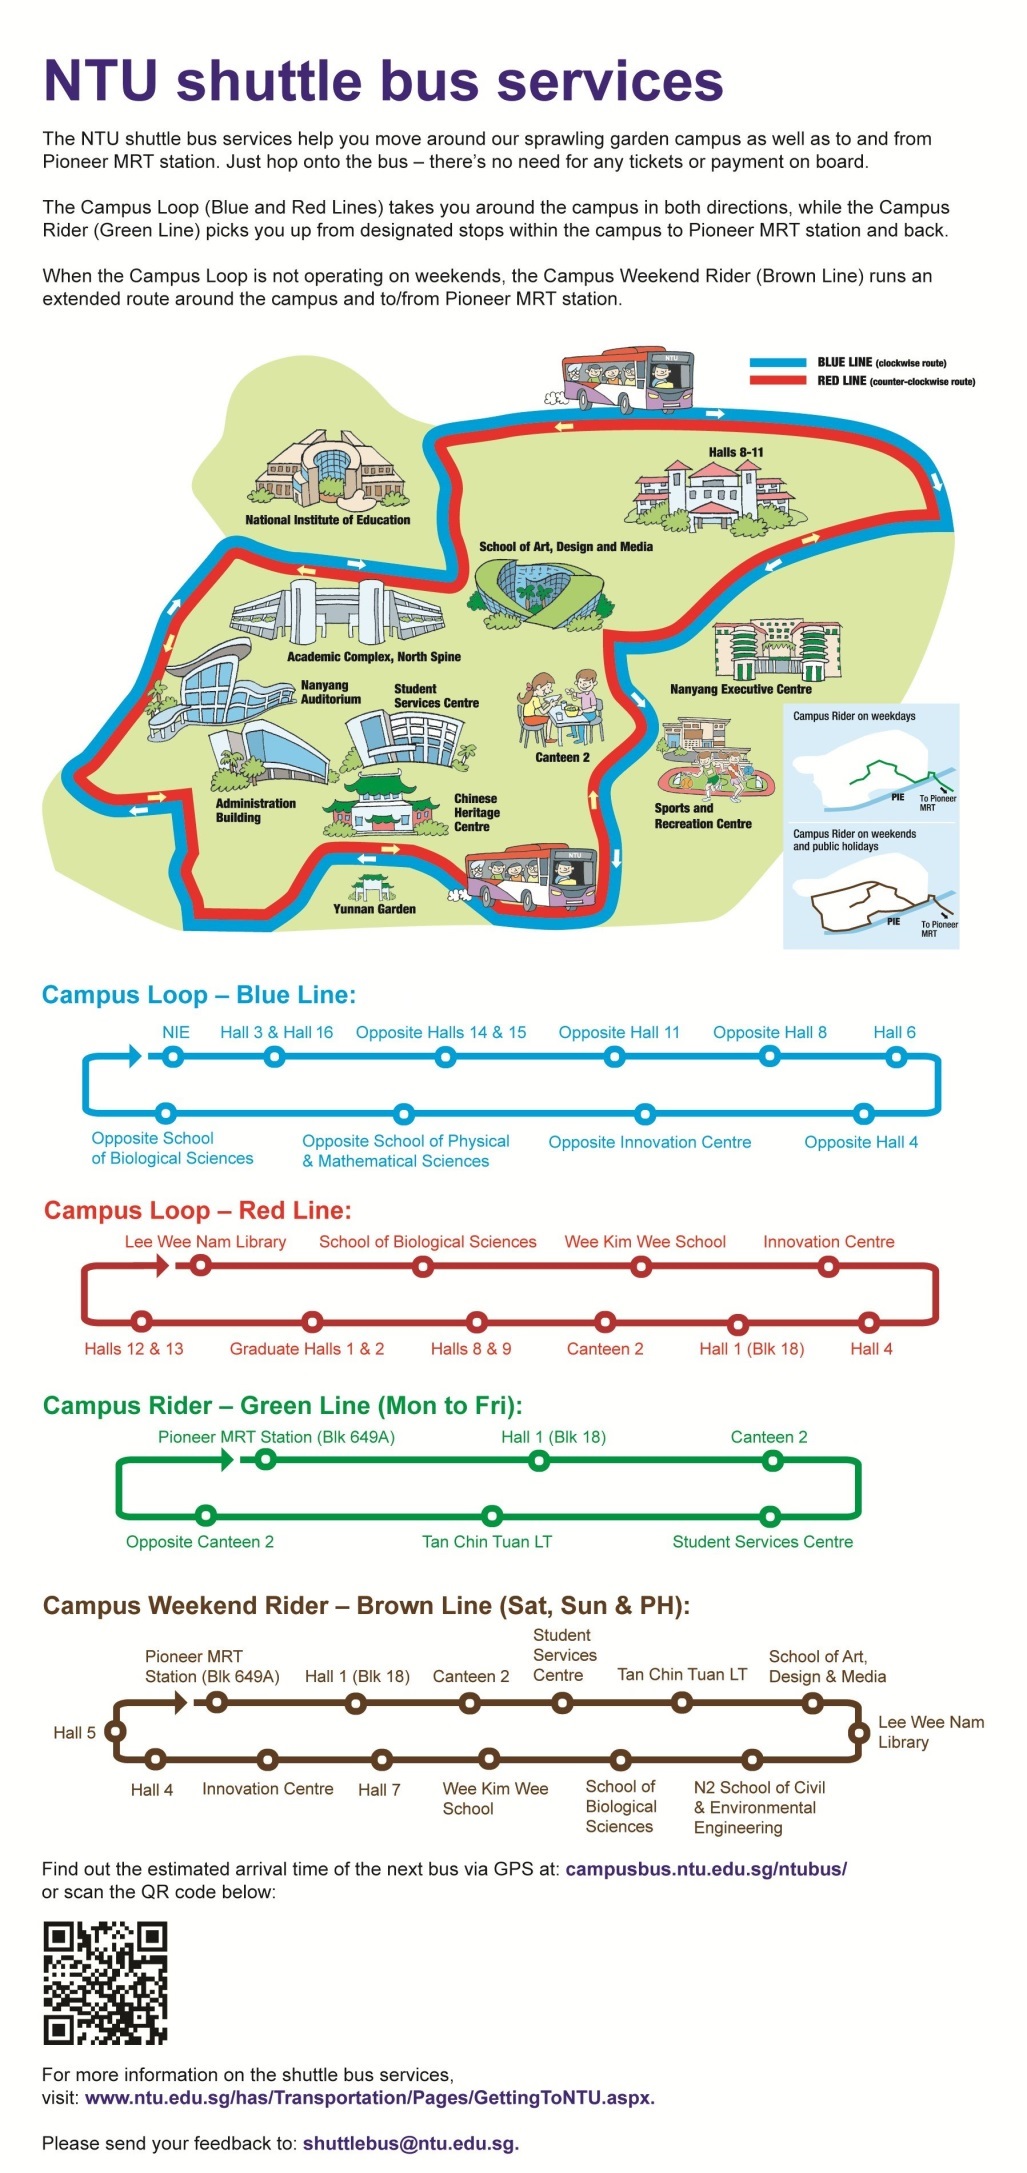 NTU shuttle bus services
The NTU shuttle bus services help you move around our sprawling garden campus as well as to and from
Pioneer MRT station. Just hop onto the bus – there's no need for any tickets or payment on board.
The Campus Loop (Blue and Red Lines) takes you around the campus in both directions, while the Campus
Rider (Green Line) picks you up from designated stops within the campus to Pioneer MRT station and back.
When the Campus Loop is not operating on weekends, the Campus Weekend Rider (Brown Line) runs an
extended route around the campus and to/from Pioneer MRT station.
NTU
BLUE LINE (clockwise route)
RED LINE (counter-clockwise route)
Halls 8-11
National Institute of Education
School of Art, Design and Media
Academic Complex, North Spine
Nanyang
Auditorium
Student
Services Centre
Nanyang Executive Centre
Canteen 2
Administration
Building
Chinese
Heritage
Centre
Sports and
Recreation Centre
Yunnan Garden
NTU
Campus Rider on weekdays
PIE
To Pioneer
MRT
Campus Rider on weekends
and public holidays
PIE
To Pioneer
MRT
Campus Loop – Blue Line:
NIE
Hall 3 & Hall 16
Opposite Halls 14 & 15
Opposite Hall 11
Opposite Hall 8
Hall 6
Opposite School
of Biological Sciences
Opposite School of Physical
& Mathematical Sciences
Opposite Innovation Centre
Opposite Hall 4
Campus Loop – Red Line:
Lee Wee Nam Library
School of Biological Sciences
Wee Kim Wee School
Innovation Centre
Halls 12 & 13
Graduate Halls 1 & 2
Halls 8 & 9
Canteen 2
Hall 1 (Blk 18)
Hall 4
Campus Rider – Green Line (Mon to Fri):
Pioneer MRT Station (Blk 649A)
Hall 1 (Blk 18)
Canteen 2
Opposite Canteen 2
Tan Chin Tuan LT
Student Services Centre
Campus Weekend Rider – Brown Line (Sat, Sun & PH):
Pioneer MRT
Station (Blk 649A)
Hall 1 (Blk 18)
Canteen 2
Student
Services
Centre
Tan Chin Tuan LT
School of Art,
Design & Media
Hall 5
Lee Wee Nam
Library
Hall 4
Innovation Centre
Hall 7
Wee Kim Wee
School
School of
Biological
Sciences
N2 School of Civil
& Environmental
Engineering
Find out the estimated arrival time of the next bus via GPS at: campusbus.ntu.edu.sg/ntubus/
or scan the QR code below:
For more information on the shuttle bus services,
visit: www.ntu.edu.sg/has/Transportation/Pages/GettingToNTU.aspx.
Please send your feedback to: shuttlebus@ntu.edu.sg.